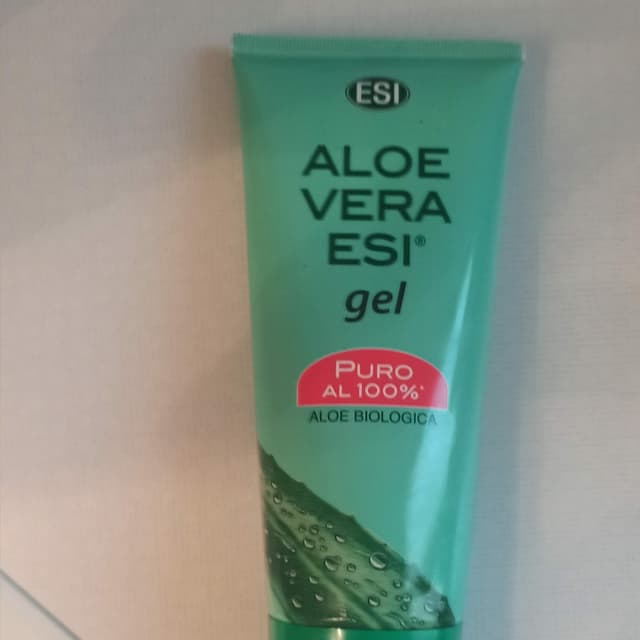 ESI
ALOE
VERA
ESI®
gel
PURO
AL 100%*
ALOE BIOLOGICA